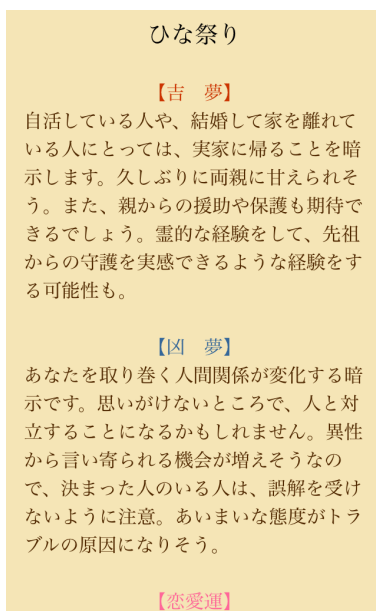 ひな祭り
【吉　夢】
自活している人や、結婚して家を離れて
いる人にとっては、実家に帰ることを暗
示します。久しぶりに両親に甘えられそ
う。また、親からの援助や保護も期待で
きるでしょう。霊的な経験をして、先祖
からの守護を実感できるような経験をす
る可能性も。
【凶　夢】
あなたを取り巻く人間関係が変化する暗
示です。思いがけないところで、人と対
立することになるかもしれません。異性
から言い寄られる機会が増えそうなの
で、決まった人のいる人は、誤解を受け
ないように注意。あいまいな態度がトラ
ブルの原因になりそう。
【恋愛運】